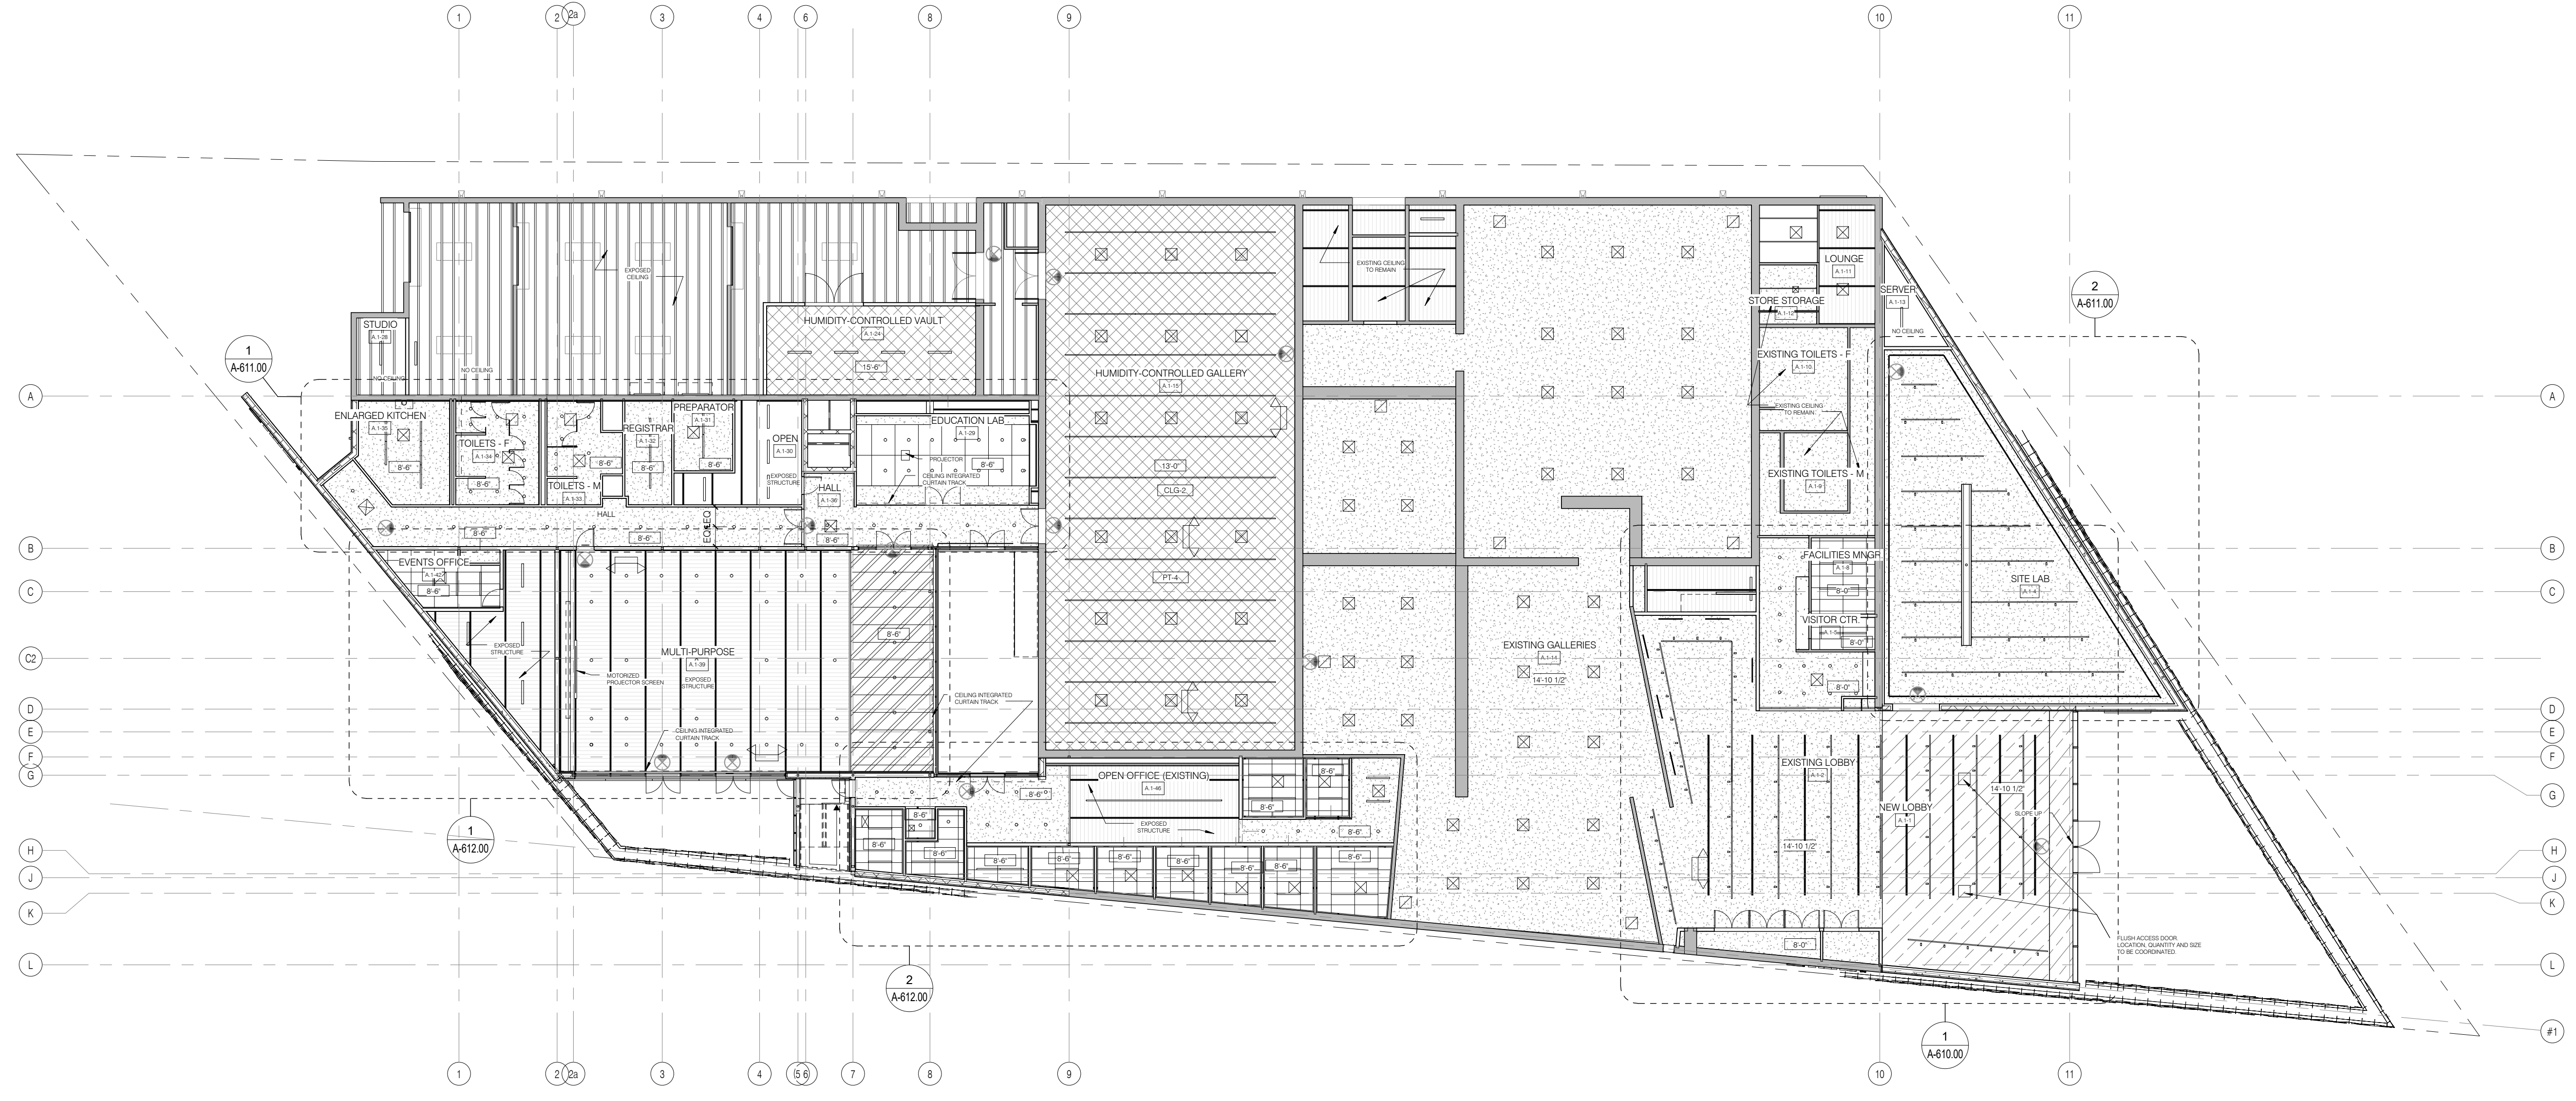 1
2
2a
3
4
6
8
9
10
11
2
A-611.00
LOUNGE
A.1-11
SERVER
A.1-13
NO CEILING
EXPOSED
CEILING
EXISTING CEILING
TO REMAIN
STORE STORAGE
A.1-12
STUDIO
A.1-28
NO CEILING
NO CEILING
HUMIDITY-CONTROLLED VAULT
A.1-24
15'-6"
1
A-611.00
HUMIDITY-CONTROLLED GALLERY
A.1-15
EXISTING TOILETS - F
A.1-10
EXISTING CEILING
TO REMAIN
A
A
ENLARGED KITCHEN
A.1-35
8'-6"
TOILETS - F
A.1-34
8'-6"
8'-6"
TOILETS - M
A.1-33
REGISTRAR
A.1-32
8'-6"
PREPARATOR
A.1-31
8'-6"
OPEN
A.1-30
EXPOSED
STRUCTURE
EDUCATION LAB
A.1-29
PROJECTOR
8'-6"
CEILING INTEGRATED
CURTAIN TRACK
HALL
A.1-36
8'-6"
13'-0"
CLG-2
PT-4
EXISTING TOILETS - M
A.1-9
HALL
8'-6"
8'-6"
EQ
EQ
B
B
EVENTS OFFICE
A.1-42
8'-6"
FACILITIES MNGR
A.1-8
8'-0"
SITE LAB
A.1-4
C
C
VISITOR CTR.
A.1-5
8'-0"
8'-0"
EXPOSED
STRUCTURE
MULTI-PURPOSE
A.1-39
EXPOSED
STRUCTURE
8'-6"
MOTORIZED
PROJECTOR SCREEN
EXISTING GALLERIES
A.1-14
14'-10 1/2"
C2
CEILING INTEGRATED
CURTAIN TRACK
CEILING INTEGRATED
CURTAIN TRACK
D
D
E
E
F
F
G
G
OPEN OFFICE (EXISTING)
A.1-46
8'-6"
8'-6"
8'-6"
8'-6"
EXPOSED
STRUCTURE
8'-6"
EXISTING LOBBY
A.1-2
14'-10 1/2"
NEW LOBBY
A.1-1
14'-10 1/2"
SLOPE UP
1
A-612.00
8'-6"
8'-6"
8'-6"
8'-6"
8'-6"
8'-6"
8'-6"
8'-6"
8'-6"
H
H
J
J
K
K
FLUSH ACCESS DOOR.
LOCATION, QUANTITY AND SIZE
TO BE COORDINATED.
8'-0"
L
L
2
A-612.00
1
A-610.00
#1
1
2
2a
3
4
5
6
7
8
9
10
11